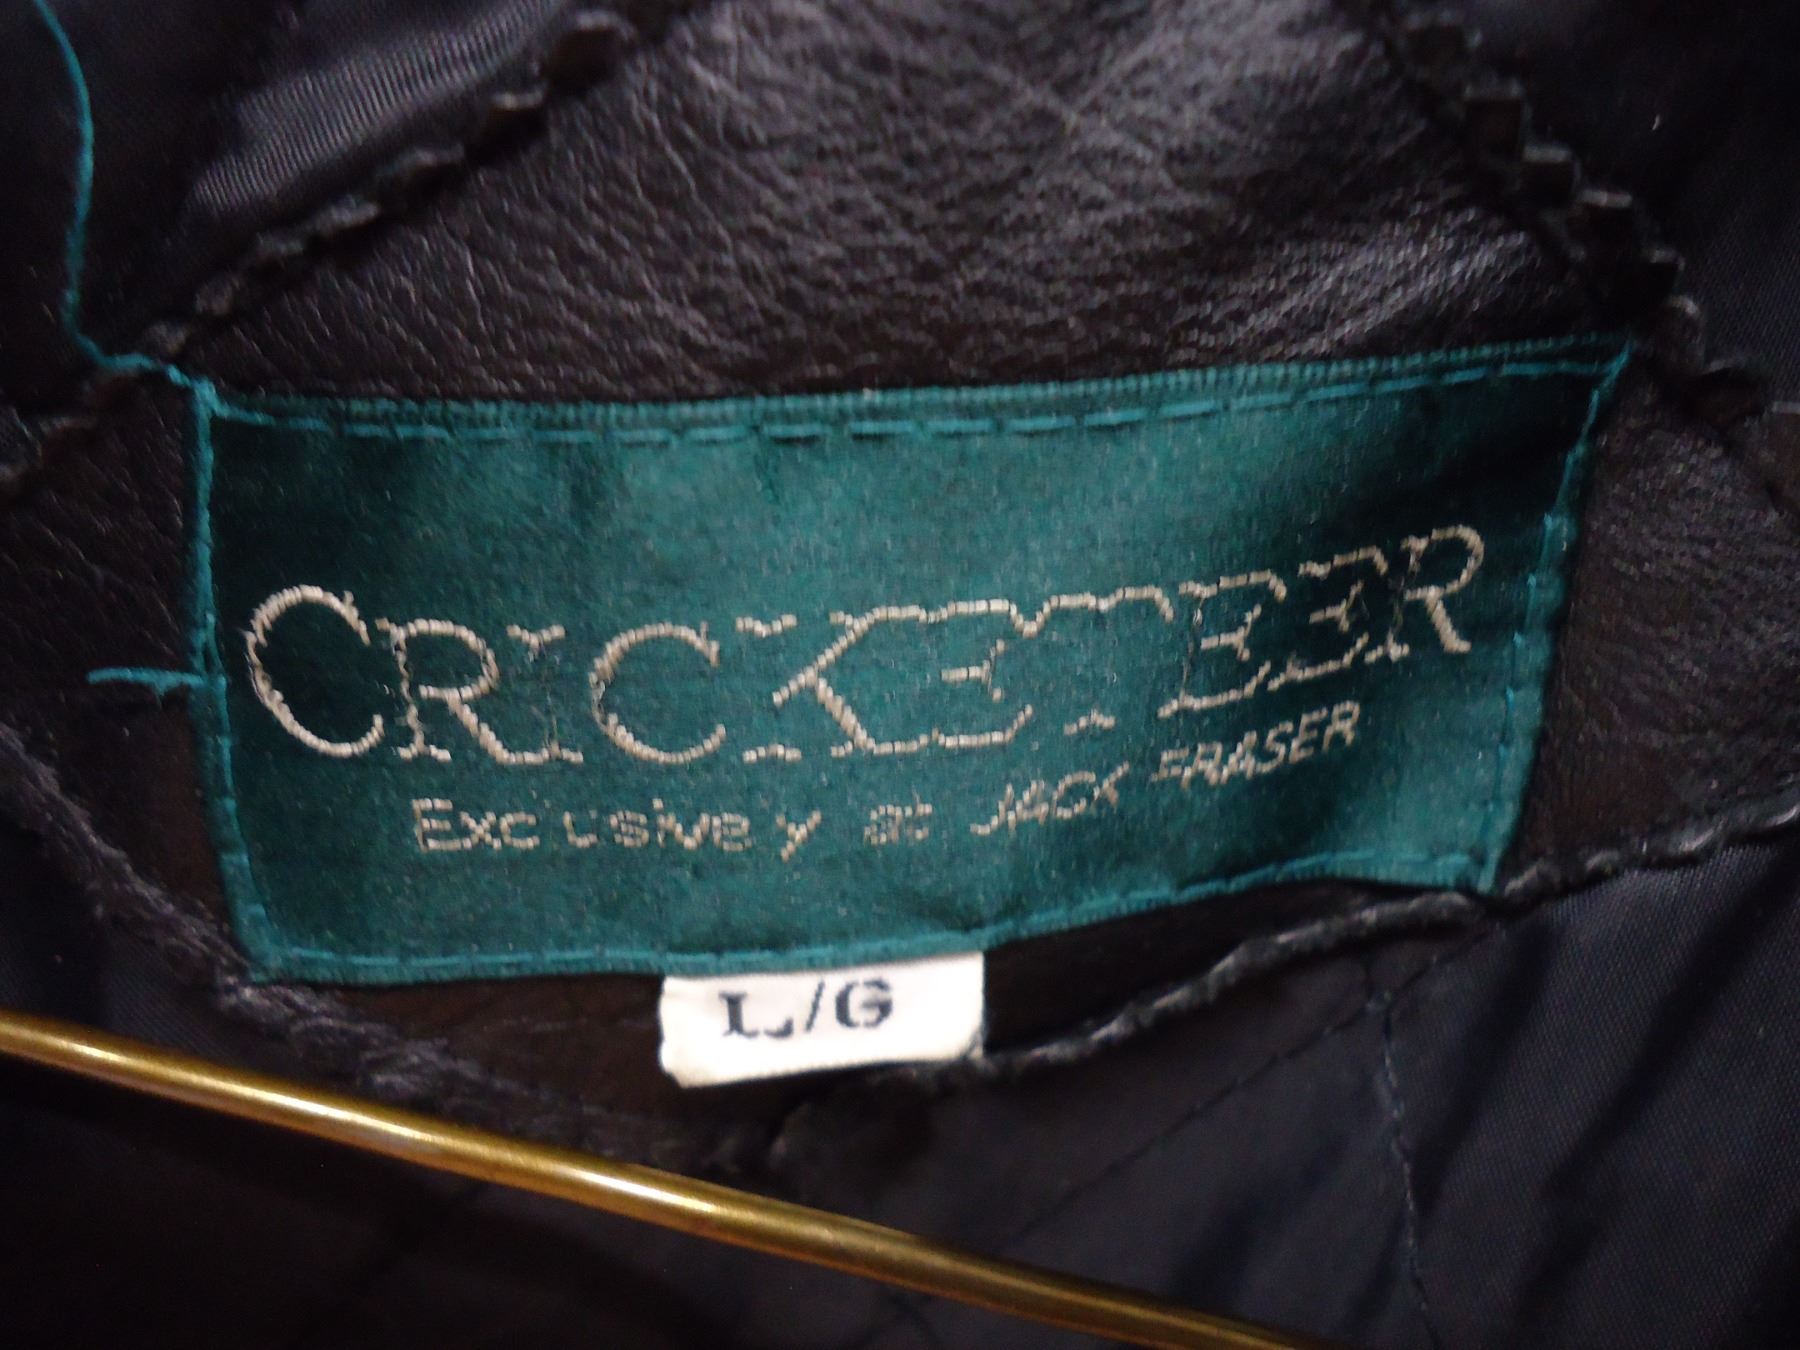 CRICKETEER
Exclusively at JACK FRASER
L/G